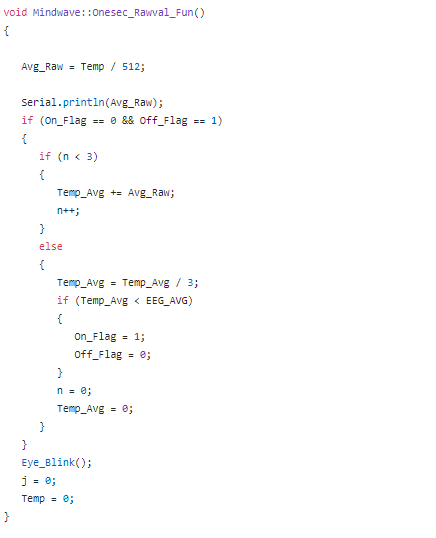 void Mindwave::Onesec_Rawval_Fun()
{
Avg_Raw = Temp / 512;
Serial.println(Avg_Raw);
if (On_Flag == 0 && Off_Flag == 1)
{
if (n < 3)
{
Temp_Avg += Avg_Raw;
n++;
}
else
{
Temp_Avg = Temp_Avg / 3;
if (Temp_Avg < EEG_AVG)
{
On_Flag = 1;
Off_Flag = 0;
}
n = 0;
Temp_Avg = 0;
}
}
Eye_Blink();
j = 0;
Temp = 0;
}